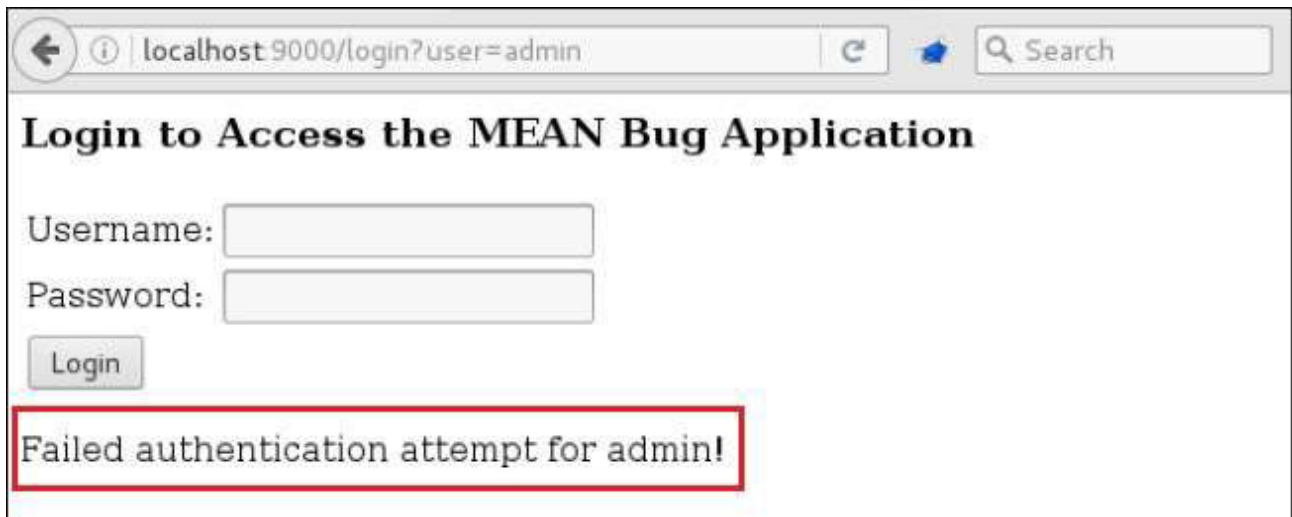 localhost:9000/login?user=admin
Search
Login to Access the MEAN Bug Application
Username:
Password:
Login
Failed authentication attempt for admin!